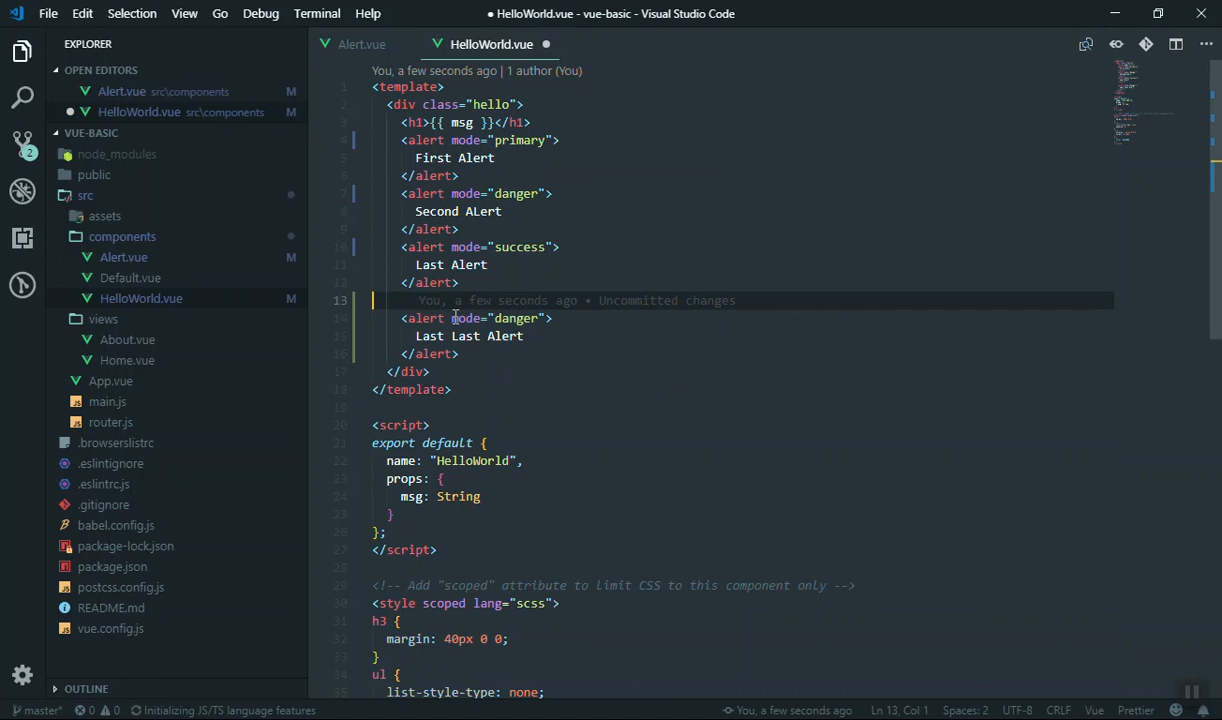 File Edit Selection View Go Debug Terminal Help
● HelloWorld.vue - vue-basic - Visual Studio Code
EXPLORER
OPEN EDITORS
Alert.vue src\components M
● HelloWorld.vue src\components M
VUE-BASIC
node_modules
public
src
assets
components
Alert.vue M
Default.vue
HelloWorld.vue M
views
About.vue
Home.vue
App.vue
JS main.js
JS router.js
.browserslistrc
.eslintignore
.eslintrc.js
.gitignore
babel.config.js
package-lock.json
package.json
JS postcss.config.js
README.md
JS vue.config.js
OUTLINE
2
Alert.vue HelloWorld.vue
You, a few seconds ago | 1 author (You)
1 <template>
2 <div class="hello">
3 <h1>{{ msg }}</h1>
4 <alert mode="primary">
5 First Alert
6 </alert>
7 <alert mode="danger">
8 Second ALert
9 </alert>
10 <alert mode="success">
11 Last Alert
12 </alert>
13 You, a few seconds ago • Uncommitted changes
14 <alert mode="danger">
15 Last Last Alert
16 </alert>
17 </div>
18 </template>
19
20 <script>
21 export default {
22 name: "HelloWorld",
23 props: {
24 msg: String
25 }
26 };
27 </script>
28
29 <!-- Add "scoped" attribute to limit CSS to this component only -->
30 <style scoped lang="scss">
31 h3 {
32 margin: 40px 0 0;
33 }
34 ul {
35 list-style-type: none;
master* 0 0 Initializing JS/TS language features
You, a few seconds ago Ln 13, Col 1 Spaces: 2 UTF-8 CRLF Vue Prettier